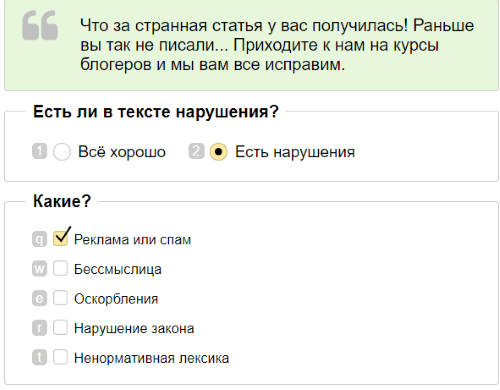 Что за странная статья у вас получилась! Раньше
вы так не писали... Приходите к нам на курсы
блогеров и мы вам все исправим.
Есть ли в тексте нарушения?
1 Всё хорошо 2 Есть нарушения
Какие?
q Реклама или спам
w Бессмыслица
e Оскорбления
r Нарушение закона
t Ненормативная лексика